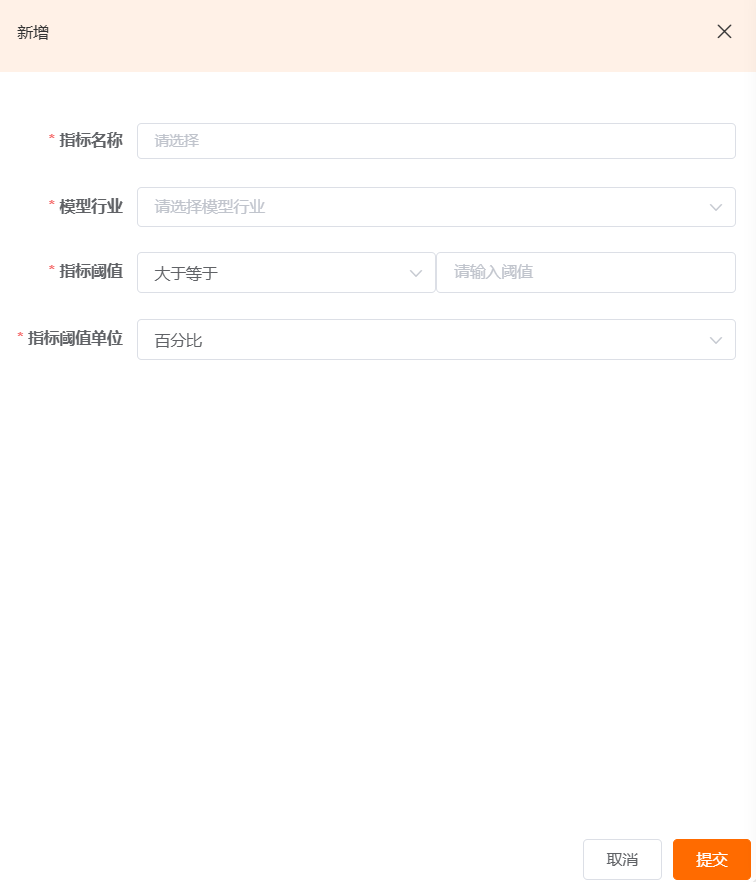 新增
* 指标名称 请选择
* 模型行业 请选择模型行业
* 指标阈值 大于等于 请输入阈值
* 指标阈值单位 百分比
取消 提交